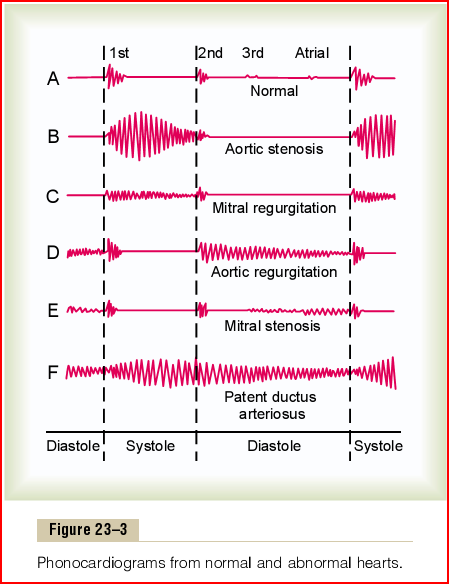 1st 2nd 3rd Atrial
A
Normal
B
Aortic stenosis
C
Mitral regurgitation
D
Aortic regurgitation
E
Mitral stenosis
F
Patent ductus
arteriosus
Diastole Systole Diastole Systole
Figure 23–3
Phonocardiograms from normal and abnormal hearts.